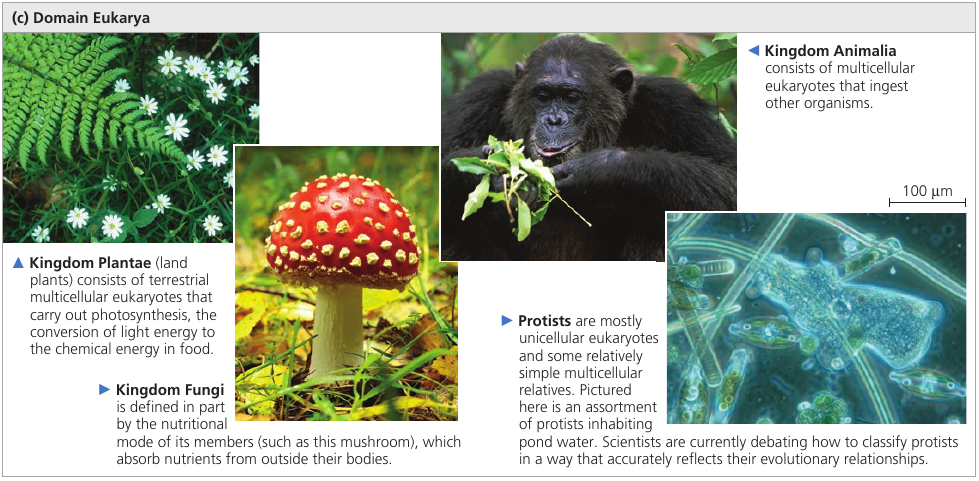 (c) Domain Eukarya
◀ Kingdom Animalia
consists of multicellular
eukaryotes that ingest
other organisms.
100 µm
▲ Kingdom Plantae (land
plants) consists of terrestrial
multicellular eukaryotes that
carry out photosynthesis, the
conversion of light energy to
the chemical energy in food.
▶ Kingdom Fungi
is defined in part
by the nutritional
mode of its members (such as this mushroom), which
absorb nutrients from outside their bodies.
▶ Protists are mostly
unicellular eukaryotes
and some relatively
simple multicellular
relatives. Pictured
here is an assortment
of protists inhabiting
pond water. Scientists are currently debating how to classify protists
in a way that accurately reflects their evolutionary relationships.